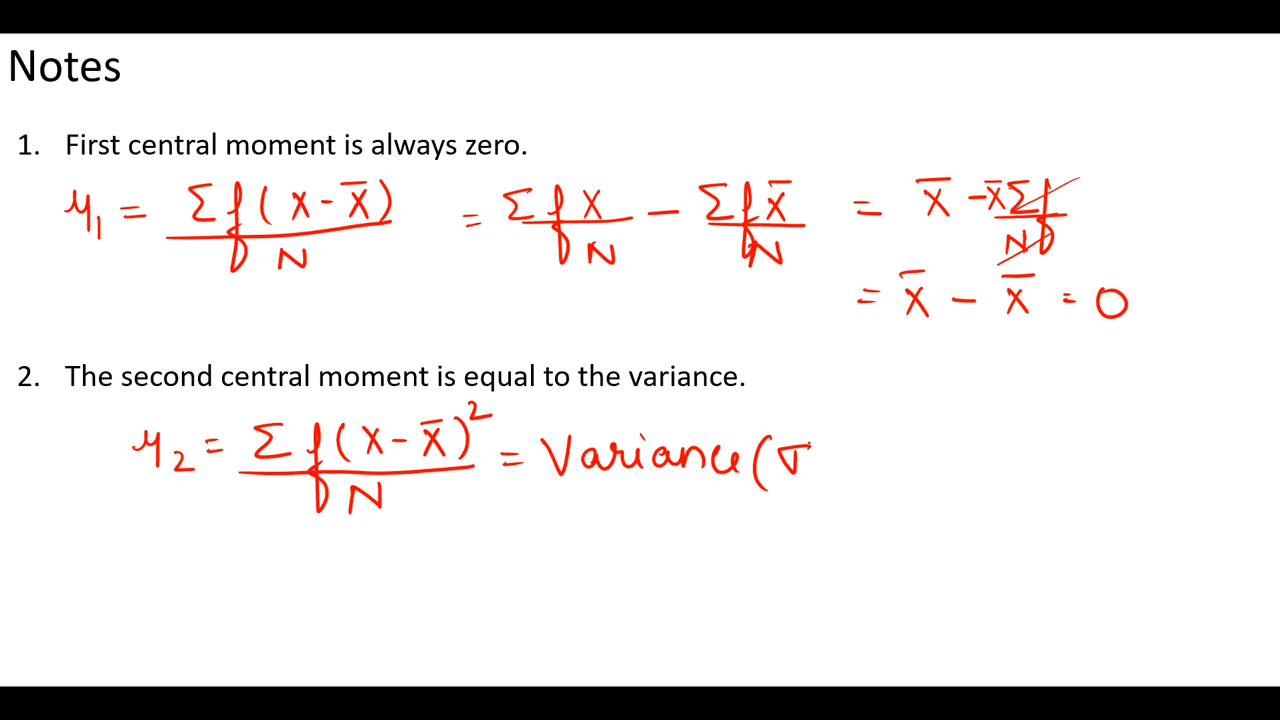 Notes
1. First central moment is always zero.
μ₁ = Σf(x-x̄)/N = Σfx/N - Σfx̄/N = x̄ - x̄Σf/N
= x̄ - x̄ = 0
2. The second central moment is equal to the variance.
μ₂ = Σf(x-x̄)²/N = Variance(σ